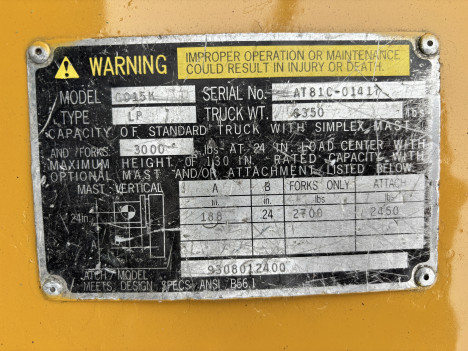 WARNING
IMPROPER OPERATION OR MAINTENANCE
COULD RESULT IN INJURY OR DEATH.
MODEL GC15K SERIAL No. AT81C-01417
TYPE LP TRUCK WT. 6350 lbs
CAPACITY OF STANDARD TRUCK WITH SIMPLEX MAST
AND FORKS: 3000 lbs AT 24 IN. LOAD CENTER WITH
MAXIMUM HEIGHT OF 130 IN. RATED CAPACITY WITH
OPTIONAL MAST AND/OR ATTACHMENT LISTED BELOW
MAST VERTICAL A B FORKS ONLY ATTACH
in. in. lbs lbs
24in. 188 24 2700 2450
A
B
9308012400
ATCH/MODEL
MEETS DESIGN SPECS ANSI B56.1